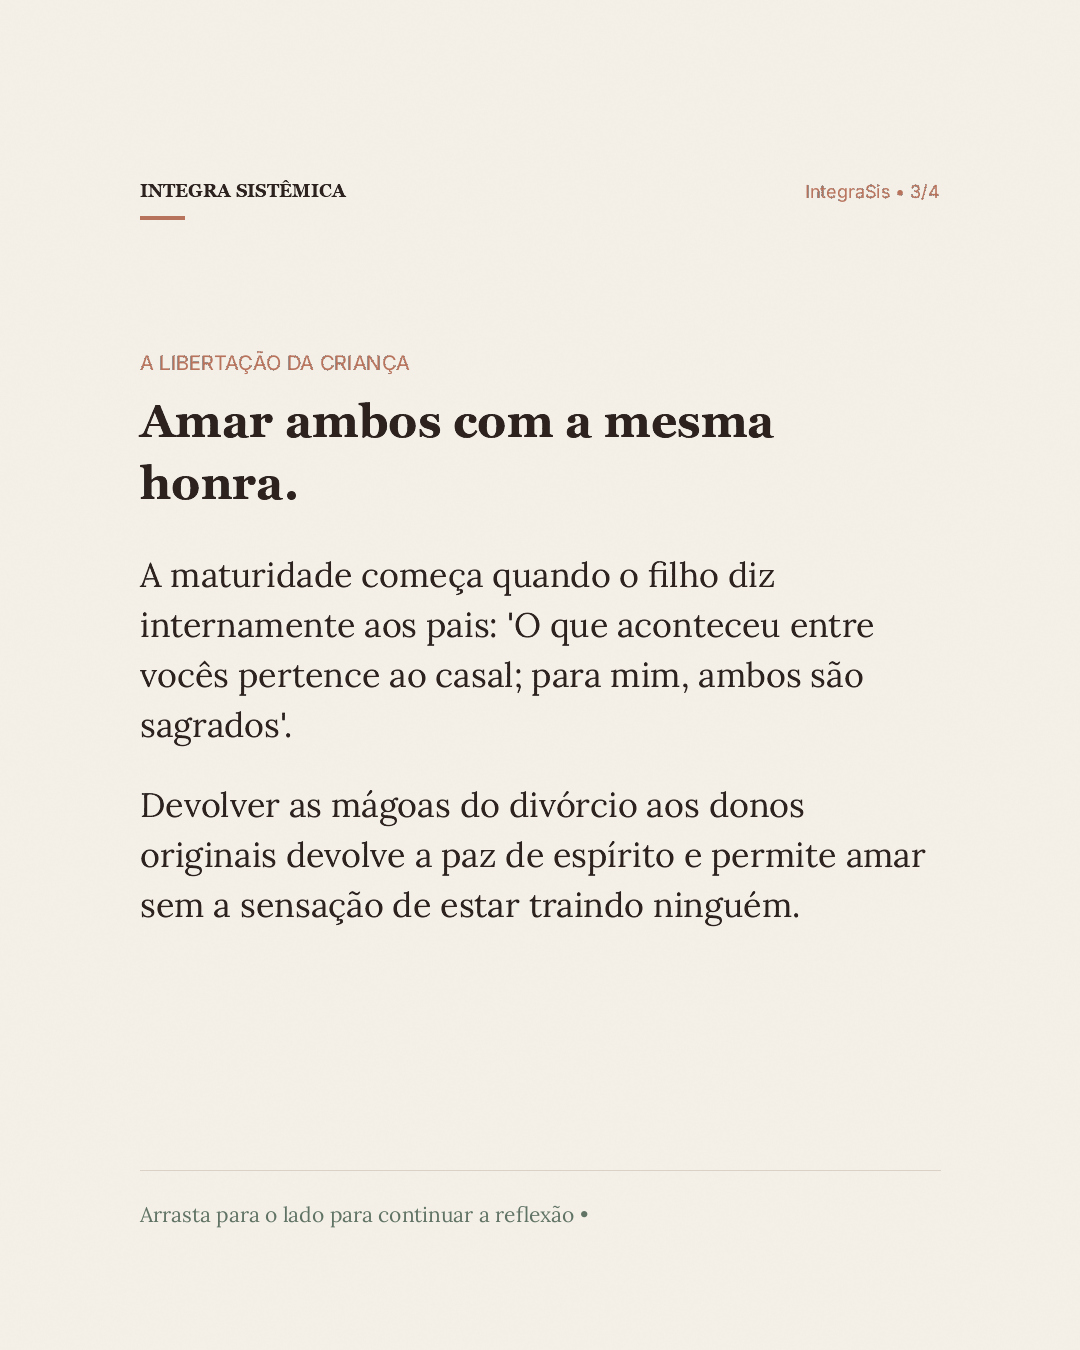 INTEGRA SISTÊMICA
IntegraSis • 3/4
A LIBERTAÇÃO DA CRIANÇA
Amar ambos com a mesma
honra.
A maturidade começa quando o filho diz
internamente aos pais: 'O que aconteceu entre
vocês pertence ao casal; para mim, ambos são
sagrados'.
Devolver as mágoas do divórcio aos donos
originais devolve a paz de espírito e permite amar
sem a sensação de estar traindo ninguém.
Arrasta para o lado para continuar a reflexão •